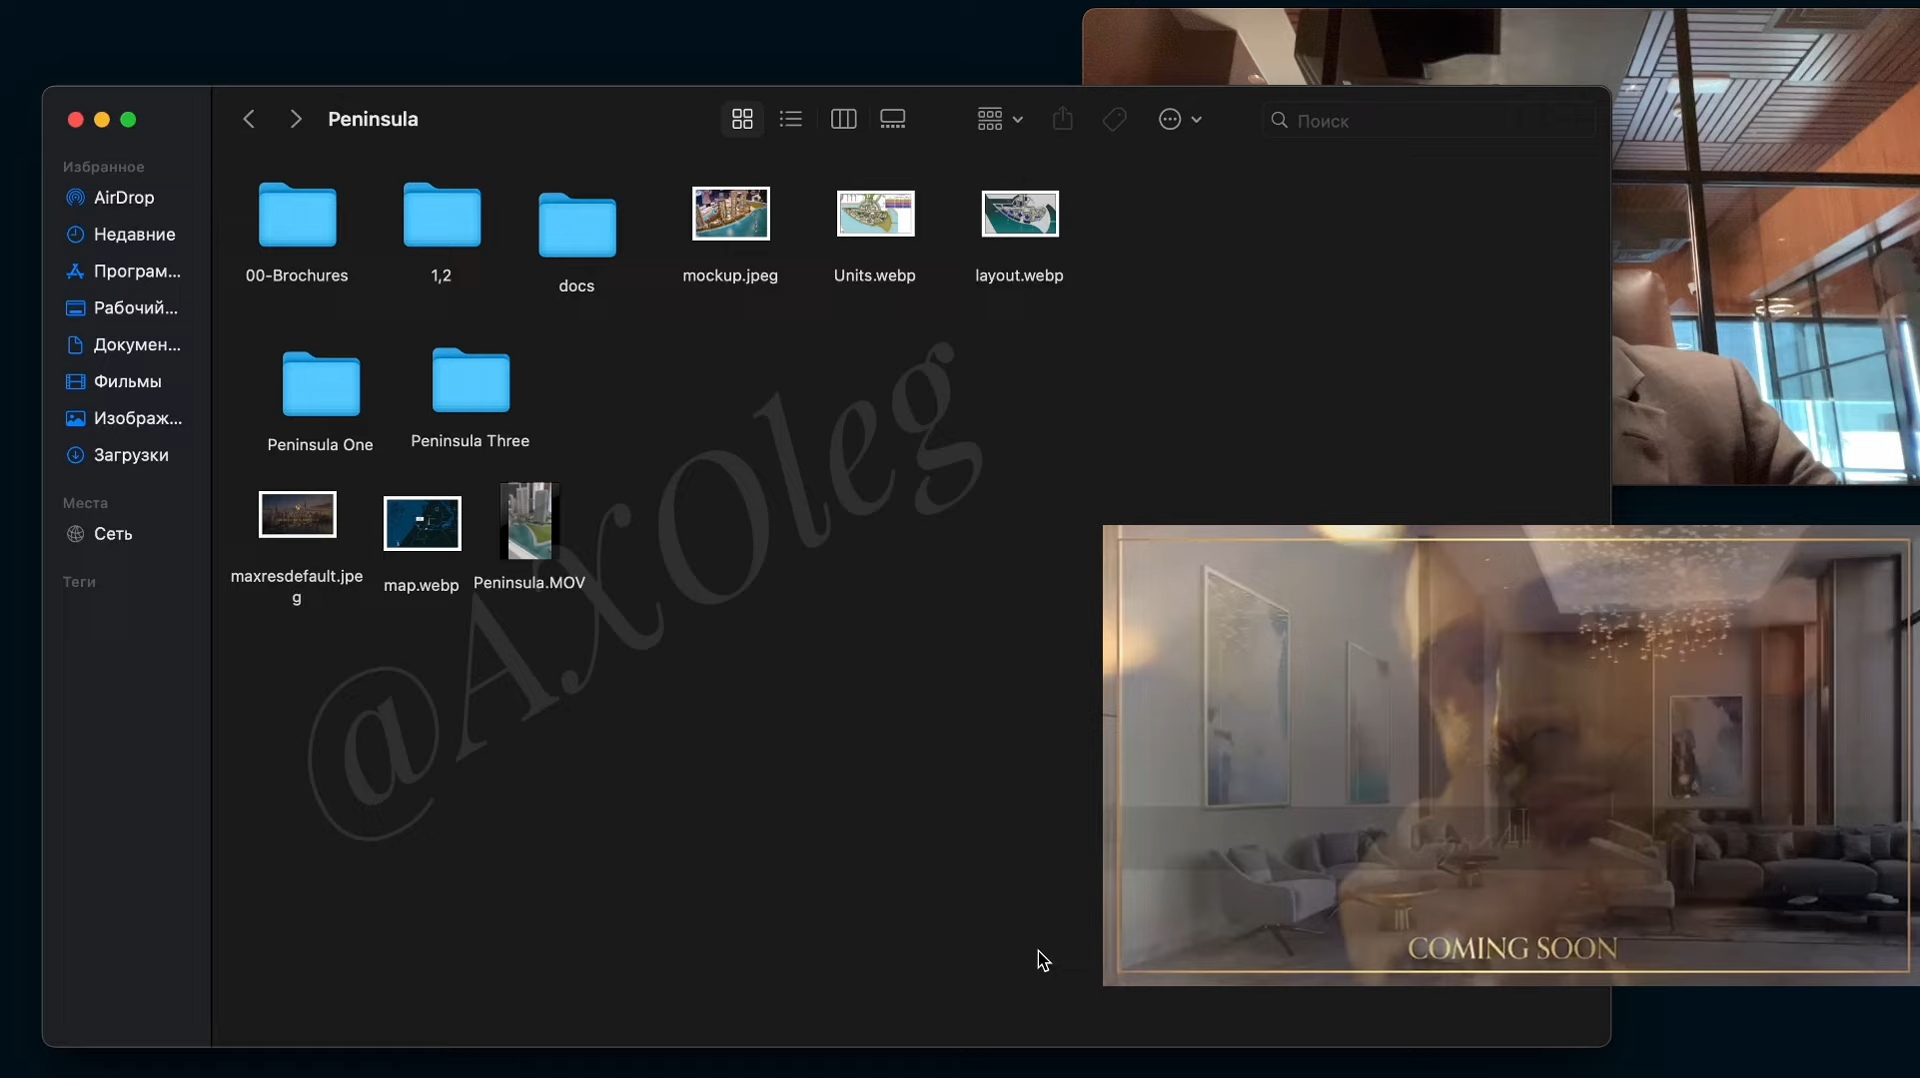 Peninsula
Поиск
Избранное
AirDrop
Недавние
Програм...
Рабочий...
Докумен...
Фильмы
Изображ...
Загрузки
Места
Сеть
Теги
00-Brochures
1,2
docs
mockup.jpeg
Units.webp
layout.webp
Peninsula One
Peninsula Three
maxresdefault.jpe
g
map.webp
Peninsula.MOV
@AXOleg
COMING SOON